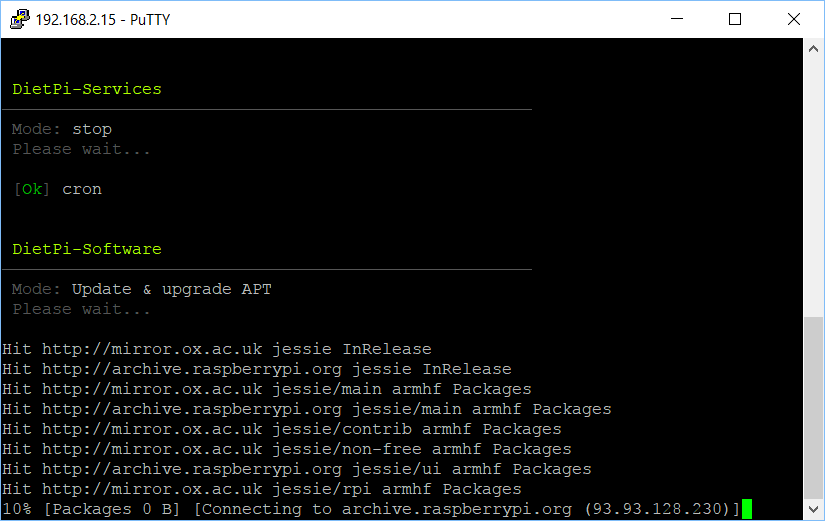 192.168.2.15 - PuTTY
DietPi-Services
Mode: stop
Please wait...
[Ok] cron
DietPi-Software
Mode: Update & upgrade APT
Please wait...
Hit http://mirror.ox.ac.uk jessie InRelease
Hit http://archive.raspberrypi.org jessie InRelease
Hit http://mirror.ox.ac.uk jessie/main armhf Packages
Hit http://archive.raspberrypi.org jessie/main armhf Packages
Hit http://mirror.ox.ac.uk jessie/contrib armhf Packages
Hit http://mirror.ox.ac.uk jessie/non-free armhf Packages
Hit http://archive.raspberrypi.org jessie/ui armhf Packages
Hit http://mirror.ox.ac.uk jessie/rpi armhf Packages
10% [Packages 0 B] [Connecting to archive.raspberrypi.org (93.93.128.230)]